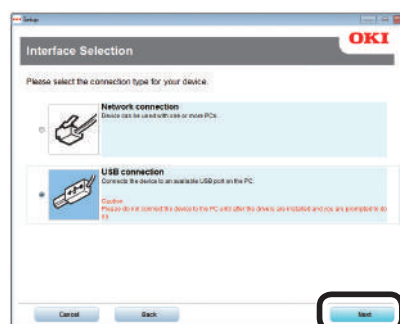 Setup
OKI
Interface Selection
Please select the connection type for your device.
Network connection
Device can be used with one or more PCs.
USB connection
Connects the device to an available USB port on the PC.
Caution
Please do not connect the device to the PC until after the drivers are installed and you are prompted to do
so.
Cancel
Back
Next